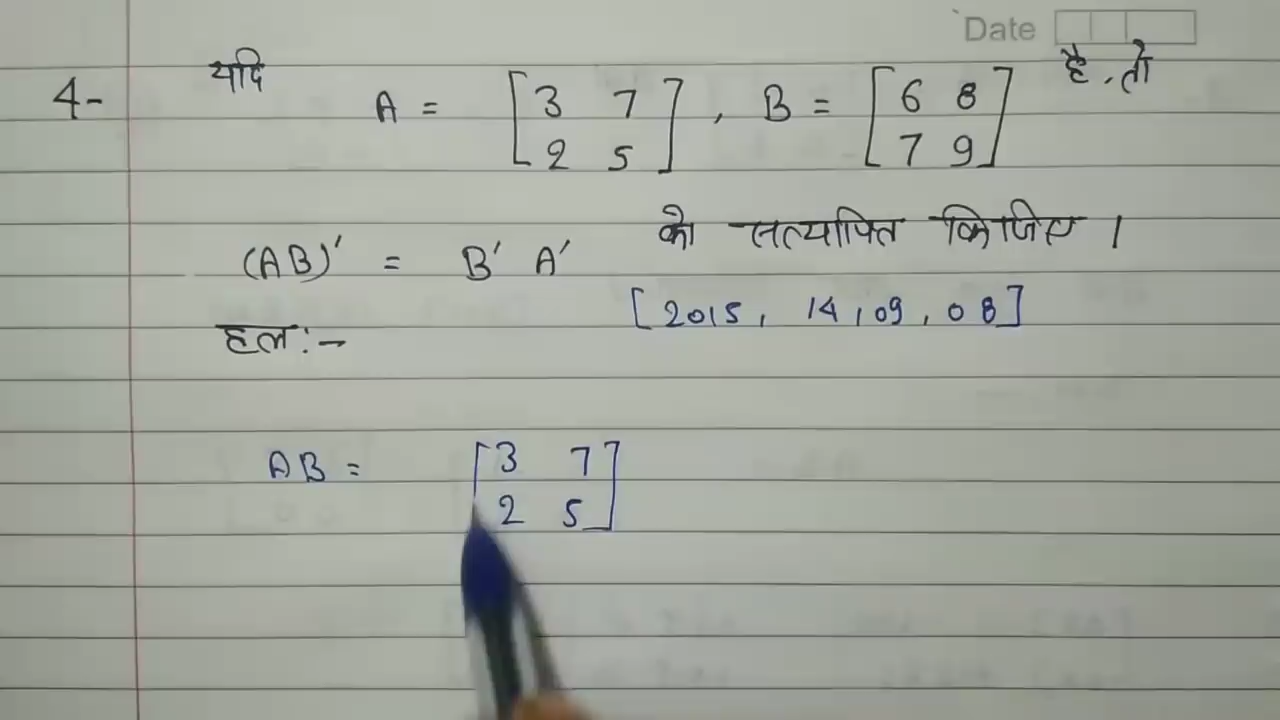 Date
4- यदि A = [3 7 2 5], B = [6 8 7 9] है, तो
(AB)' = B' A' को सत्यापित किजिए।
[2015, 14, 09, 08]
हल:-
AB = [3 7
2 5]